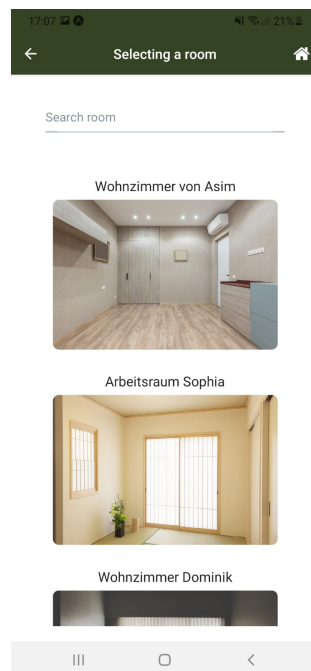 17:07 21%
Selecting a room
Search room
Wohnzimmer von Asim
Arbeitsraum Sophia
Wohnzimmer Dominik